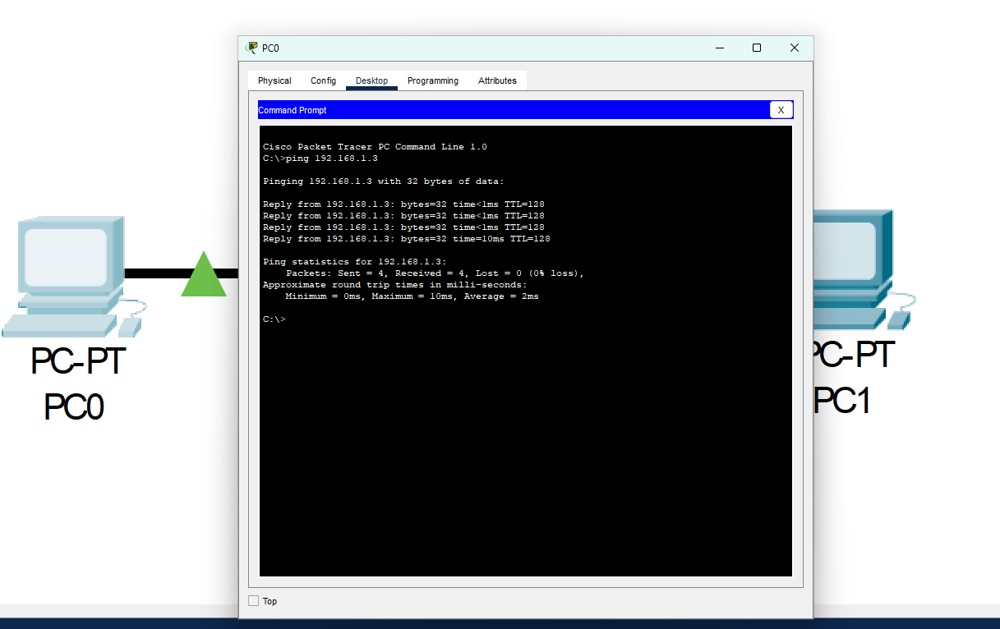 PC0
Physical Config Desktop Programming Attributes
Command Prompt
X
Cisco Packet Tracer PC Command Line 1.0
C:\>ping 192.168.1.3
Pinging 192.168.1.3 with 32 bytes of data:
Reply from 192.168.1.3: bytes=32 time<1ms TTL=128
Reply from 192.168.1.3: bytes=32 time<1ms TTL=128
Reply from 192.168.1.3: bytes=32 time<1ms TTL=128
Reply from 192.168.1.3: bytes=32 time=10ms TTL=128
Ping statistics for 192.168.1.3:
Packets: Sent = 4, Received = 4, Lost = 0 (0% loss),
Approximate round trip times in milli-seconds:
Minimum = 0ms, Maximum = 10ms, Average = 2ms
C:\>
Top
PC-PT
PC0
PC-PT
PC1